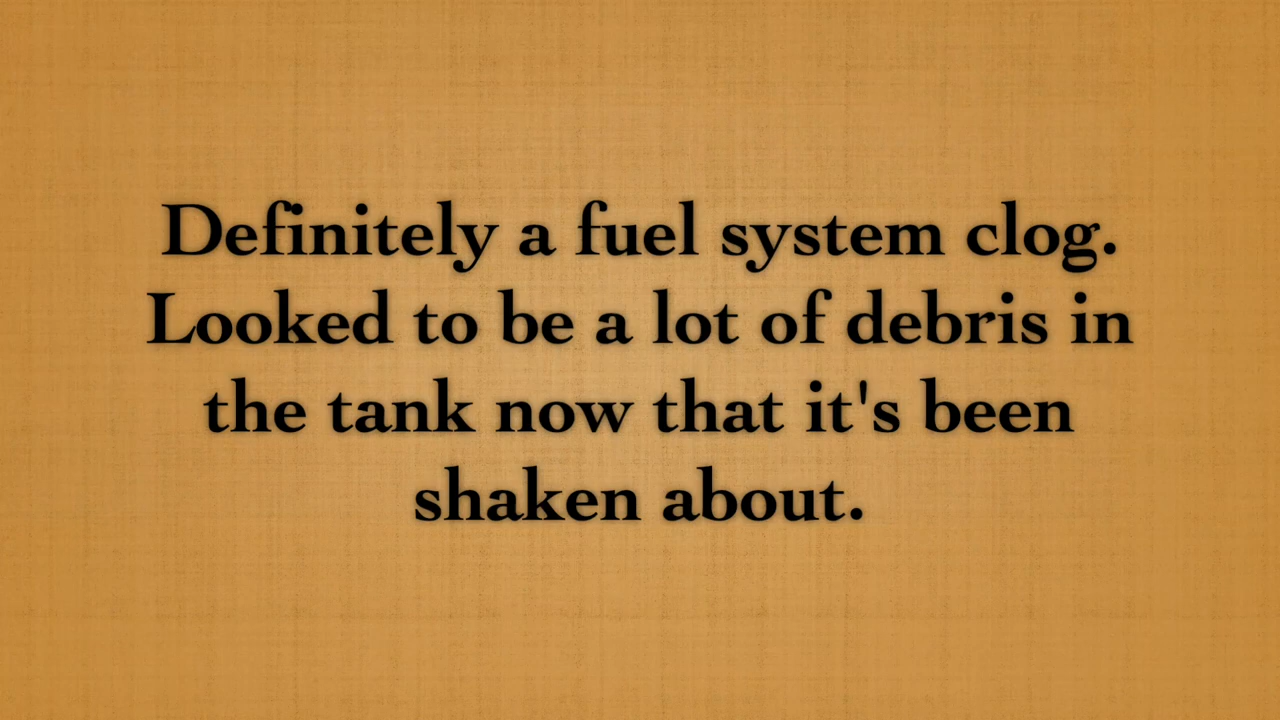 Definitely a fuel system clog.
Looked to be a lot of debris in
the tank now that it's been
shaken about.